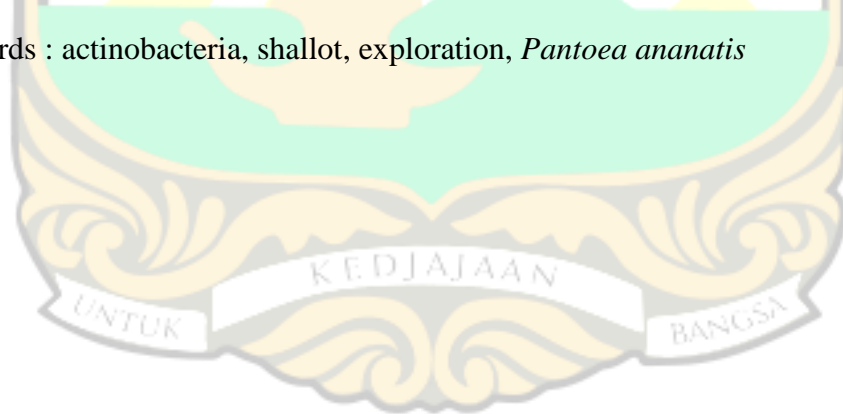 rds : actinobacteria, shallot, exploration, Pantoea ananatis
UNTUK KEDJAJAAN BANGSA